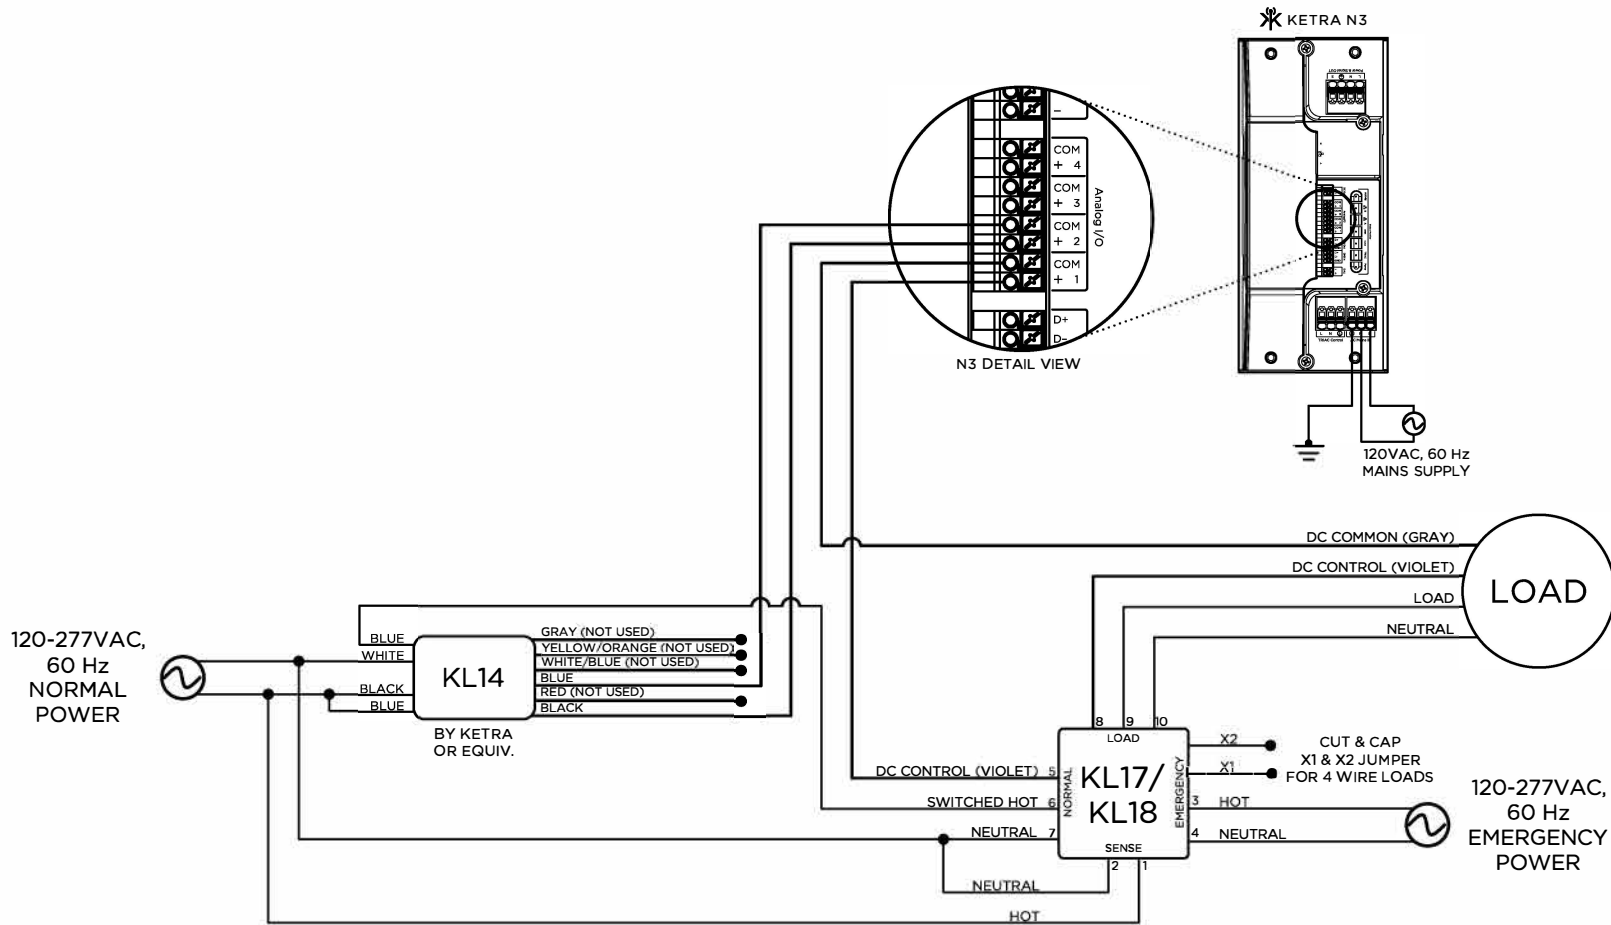 KETRA N3
–
COM
+ 4
COM
+ 3
COM
+ 2
COM
+ 1
Analog I/O
D+
D-
N3 DETAIL VIEW
L N
TRIAC Control
120VAC, 60 Hz
MAINS SUPPLY
DC COMMON (GRAY)
DC CONTROL (VIOLET)
LOAD
NEUTRAL
LOAD
120-277VAC,
60 Hz
NORMAL
POWER
BLUE
WHITE
BLACK
BLUE
KL14
BY KETRA
OR EQUIV.
GRAY (NOT USED)
YELLOW/ORANGE (NOT USED)
WHITE/BLUE (NOT USED)
BLUE
RED (NOT USED)
BLACK
8 9 10
LOAD
DC CONTROL (VIOLET) 5
SWITCHED HOT 6
NEUTRAL 7
NORMAL
KL17/
KL18
EMERGENCY
SENSE
2 1
X2
X1
3 HOT
4 NEUTRAL
CUT & CAP
X1 & X2 JUMPER
FOR 4 WIRE LOADS
120-277VAC,
60 Hz
EMERGENCY
POWER
NEUTRAL
HOT